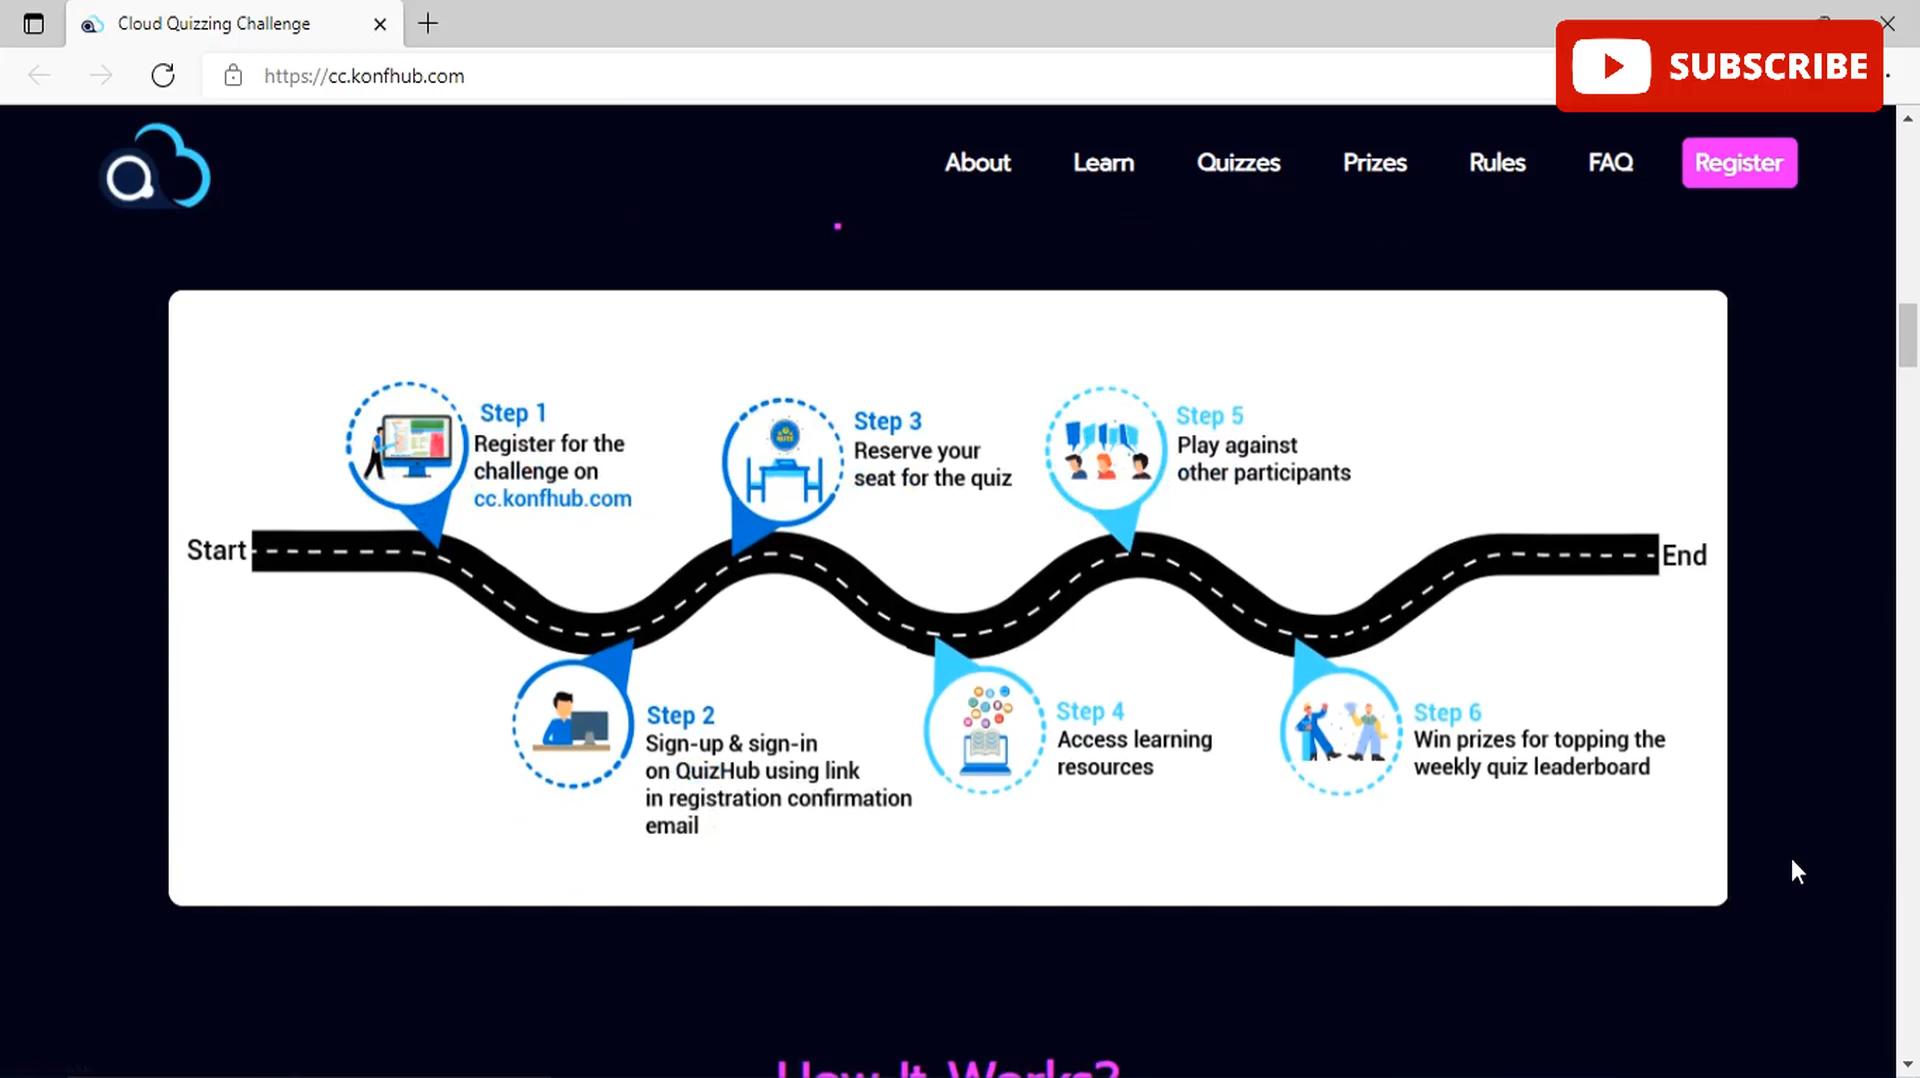 Cloud Quizzing Challenge
https://cc.konfhub.com
SUBSCRIBE
About Learn Quizzes Prizes Rules FAQ Register
Step 1
Register for the
challenge on
cc.konfhub.com
Step 3
Reserve your
seat for the quiz
Step 5
Play against
other participants
Start
End
Step 2
Sign-up & sign-in
on QuizHub using link
in registration confirmation
email
Step 4
Access learning
resources
Step 6
Win prizes for topping the
weekly quiz leaderboard
How It Works?